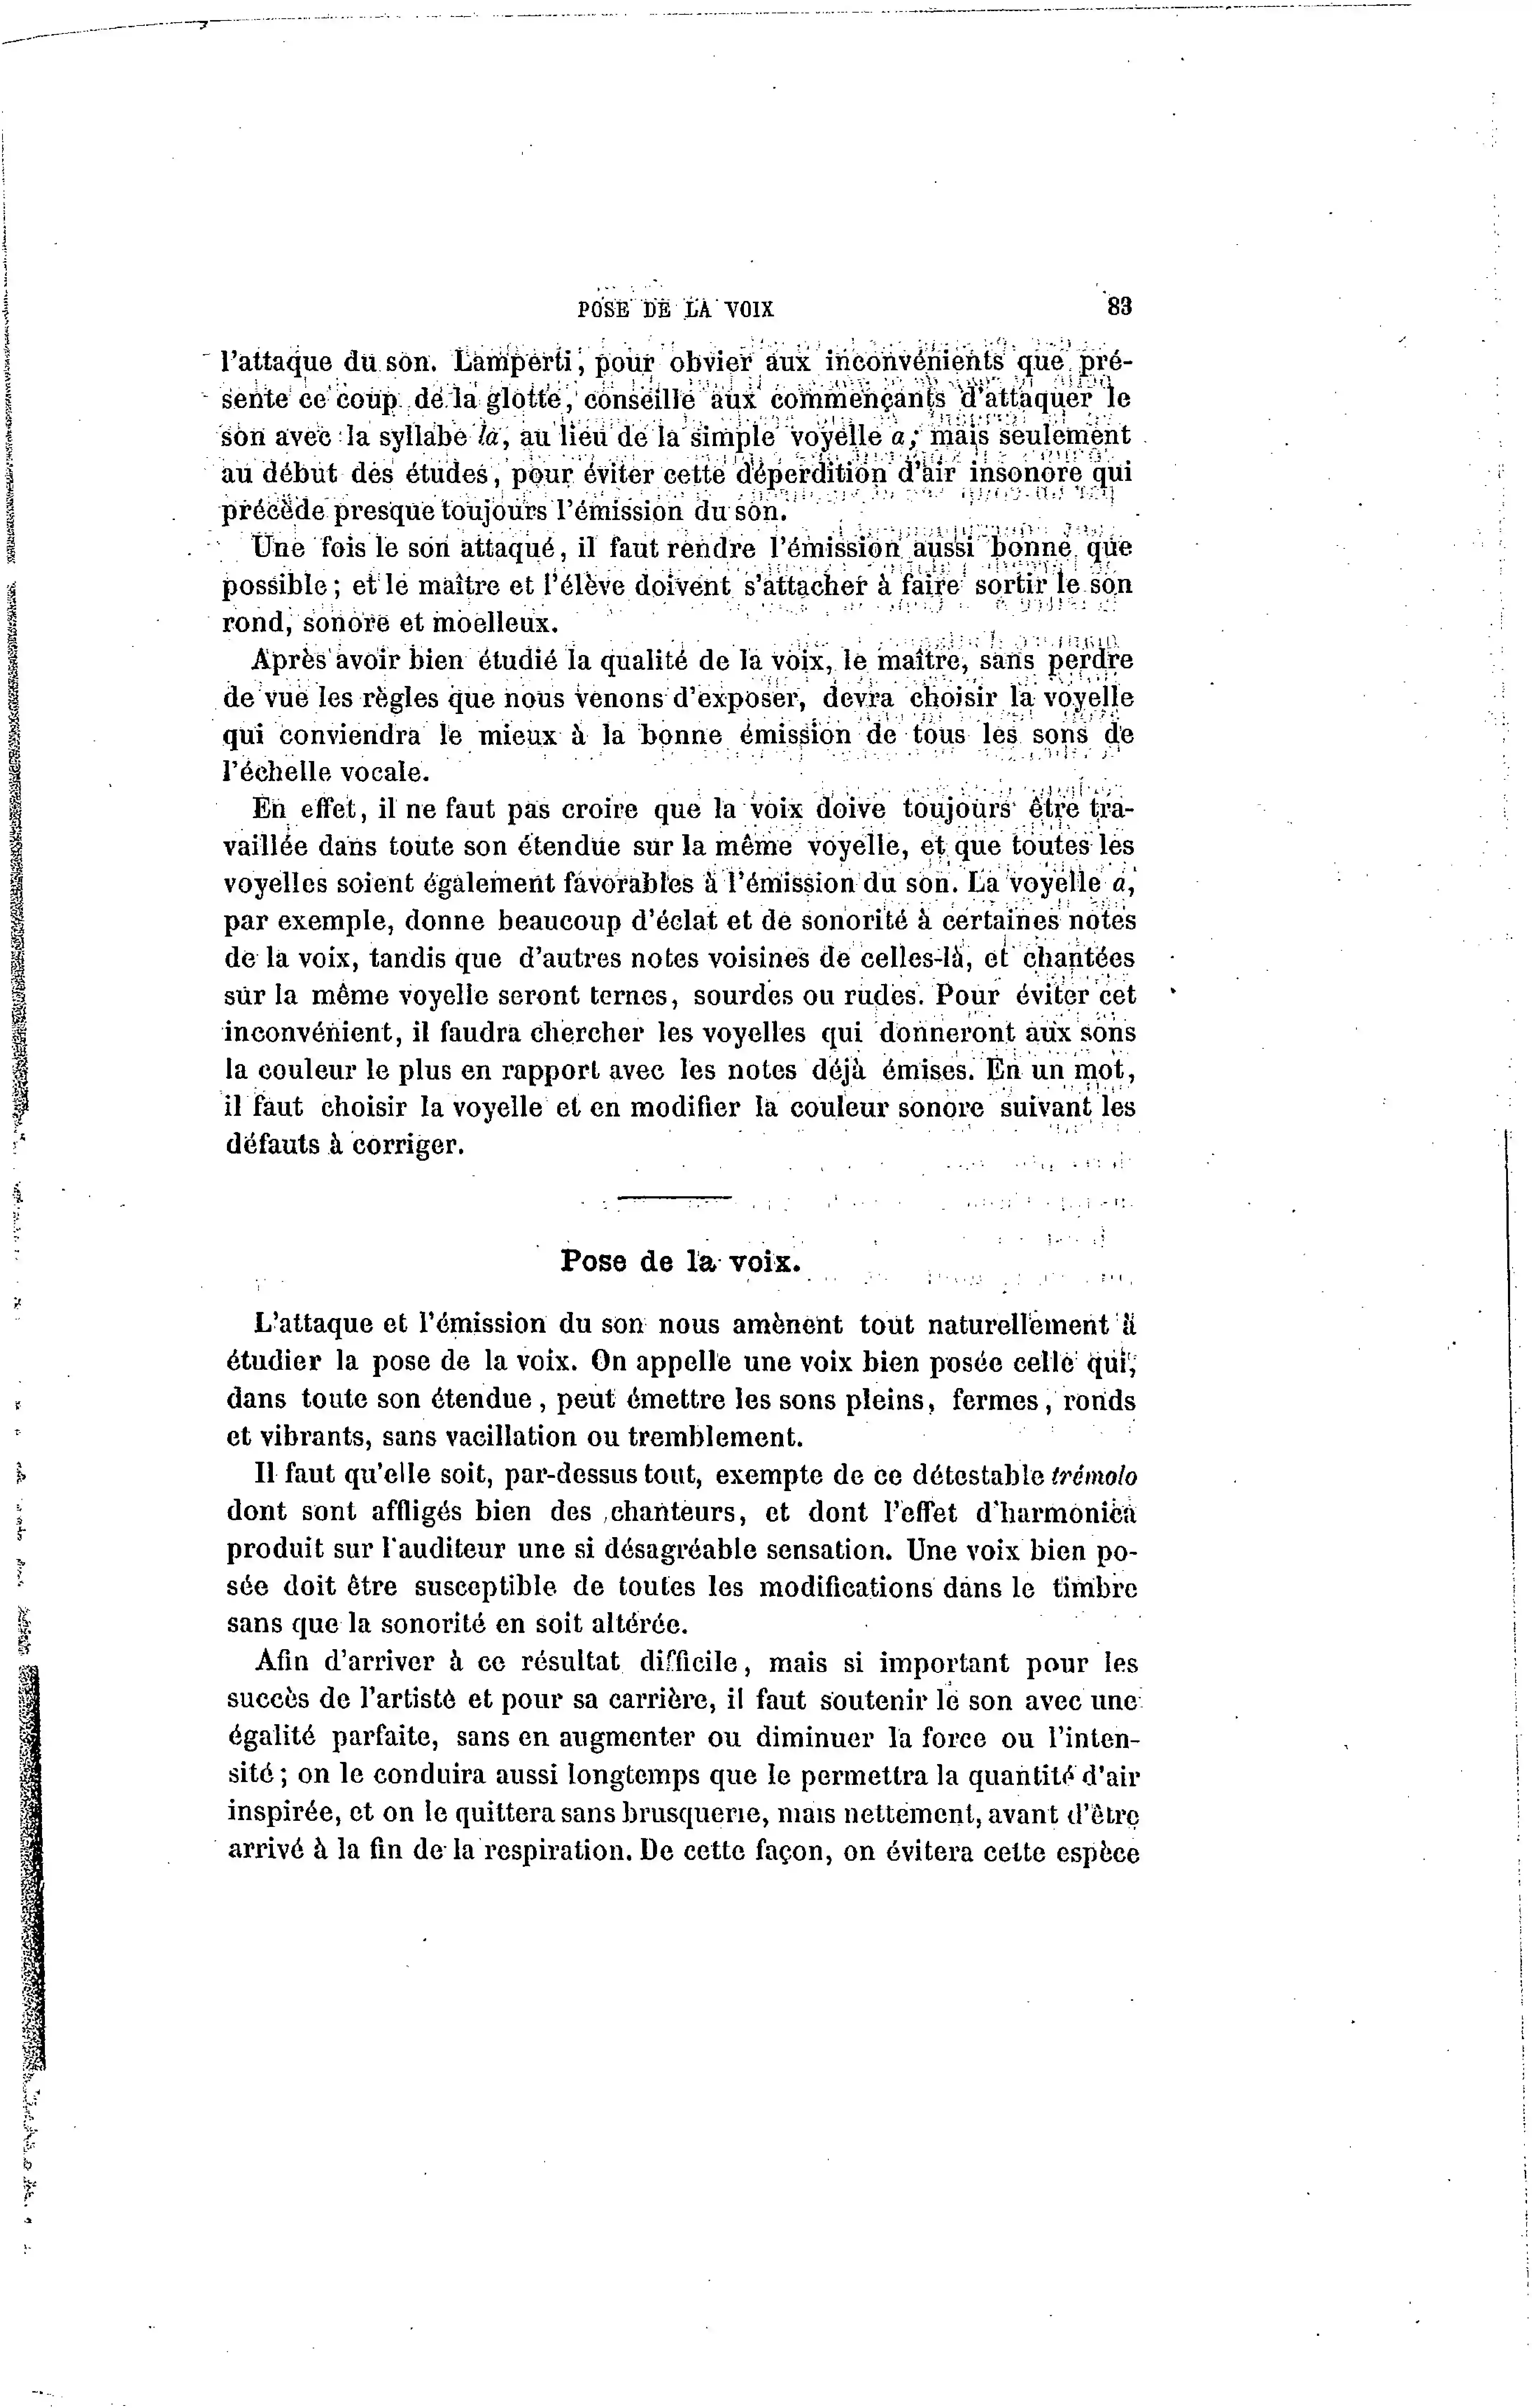 POSE DE LA VOIX 83
l'attaque du son. Lamperti, pour obvier aux inconvénients que pré-
sente ce coup de la glotte, conseille aux commençants d'attaquer le
son avec la syllabe la, au lieu de la simple voyelle a, mais seulement
au début des études, pour éviter cette déperdition d'air insonore qui
précède presque toujours l'émission du son.
Une fois le son attaqué, il faut rendre l'émission aussi bonne que
possible; et le maître et l'élève doivent s'attacher à faire sortir le son
rond, sonore et moelleux.
Après avoir bien étudié la qualité de la voix, le maître, sans perdre
de vue les règles que nous venons d'exposer, devra choisir la voyelle
qui conviendra le mieux à la bonne émission de tous les sons de
l'échelle vocale.
En effet, il ne faut pas croire que la voix doive toujours être tra-
vaillée dans toute son étendue sur la même voyelle, et que toutes les
voyelles soient également favorables à l'émission du son. La voyelle a,
par exemple, donne beaucoup d'éclat et de sonorité à certaines notes
de la voix, tandis que d'autres notes voisines de celles-là, et chantées
sur la même voyelle seront ternes, sourdes ou rudes. Pour éviter cet
inconvénient, il faudra chercher les voyelles qui donneront aux sons
la couleur le plus en rapport avec les notes déjà émises. En un mot,
il faut choisir la voyelle et en modifier la couleur sonore suivant les
défauts à corriger.
Pose de la voix.
L'attaque et l'émission du son nous amènent tout naturellement à
étudier la pose de la voix. On appelle une voix bien posée celle qui,
dans toute son étendue, peut émettre les sons pleins, fermes, ronds
et vibrants, sans vacillation ou tremblement.
Il faut qu'elle soit, par-dessus tout, exempte de ce détestable trémolo
dont sont affligés bien des chanteurs, et dont l'effet d'harmonica
produit sur l'auditeur une si désagréable sensation. Une voix bien po-
sée doit être susceptible de toutes les modifications dans le timbre
sans que la sonorité en soit altérée.
Afin d'arriver à ce résultat difficile, mais si important pour les
succès de l'artiste et pour sa carrière, il faut soutenir le son avec une
égalité parfaite, sans en augmenter ou diminuer la force ou l'inten-
sité; on le conduira aussi longtemps que le permettra la quantité d'air
inspirée, et on le quittera sans brusquerie, mais nettement, avant d'être
arrivé à la fin de la respiration. De cette façon, on évitera cette espèce